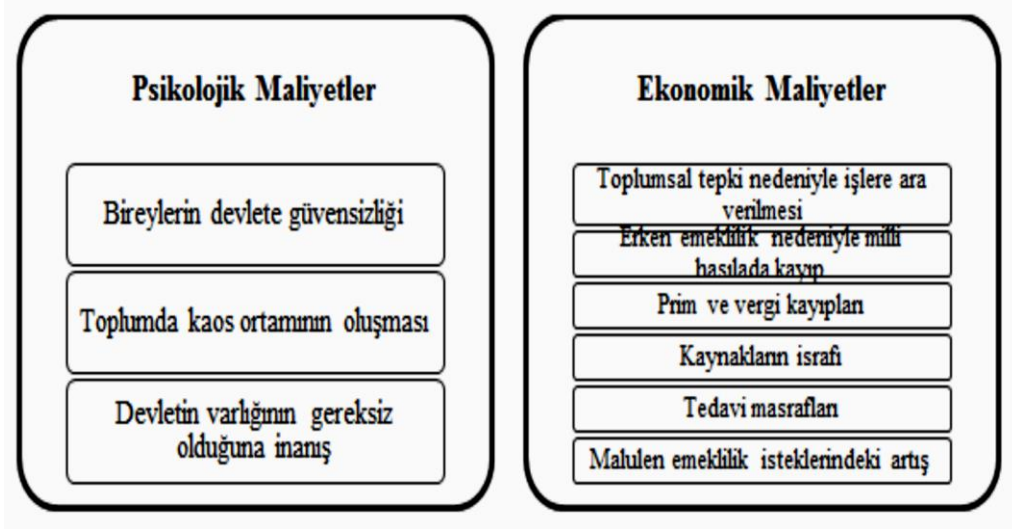 Psikolojik Maliyetler
Bireylerin devlete güvensizliği
Toplumda kaos ortamının oluşması
Devletin varlığının gereksiz
olduğuna inanış
Ekonomik Maliyetler
Toplumsal tepki nedeniyle işlere ara
verilmesi
Erken emeklilik nedeniyle milli
hasılada kayıp
Prim ve vergi kayıpları
Kaynakların israfı
Tedavi masrafları
Malulen emeklilik isteklerindeki artış